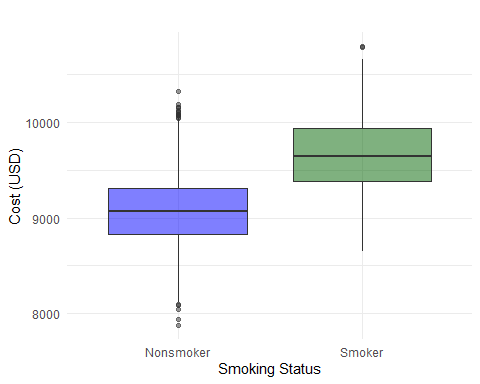 Cost (USD)
10000
9000
8000
Nonsmoker
Smoker
Smoking Status